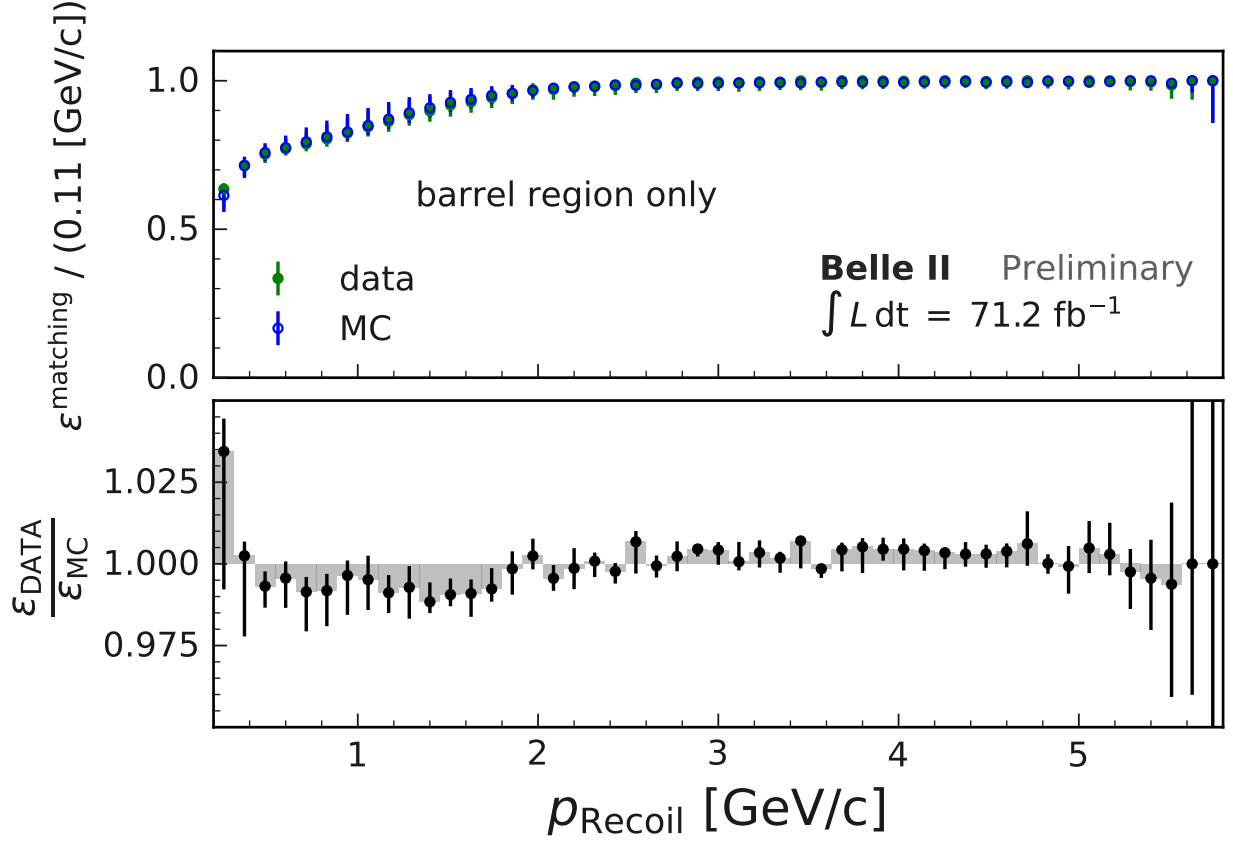 ε^matching / (0.11 [GeV/c])
1.0
0.5
0.0
barrel region only
data
MC
Belle II Preliminary
∫ L dt = 71.2 fb⁻¹
ε_DATA
ε_MC
1.025
1.000
0.975
1 2 3 4 5
p_Recoil [GeV/c]